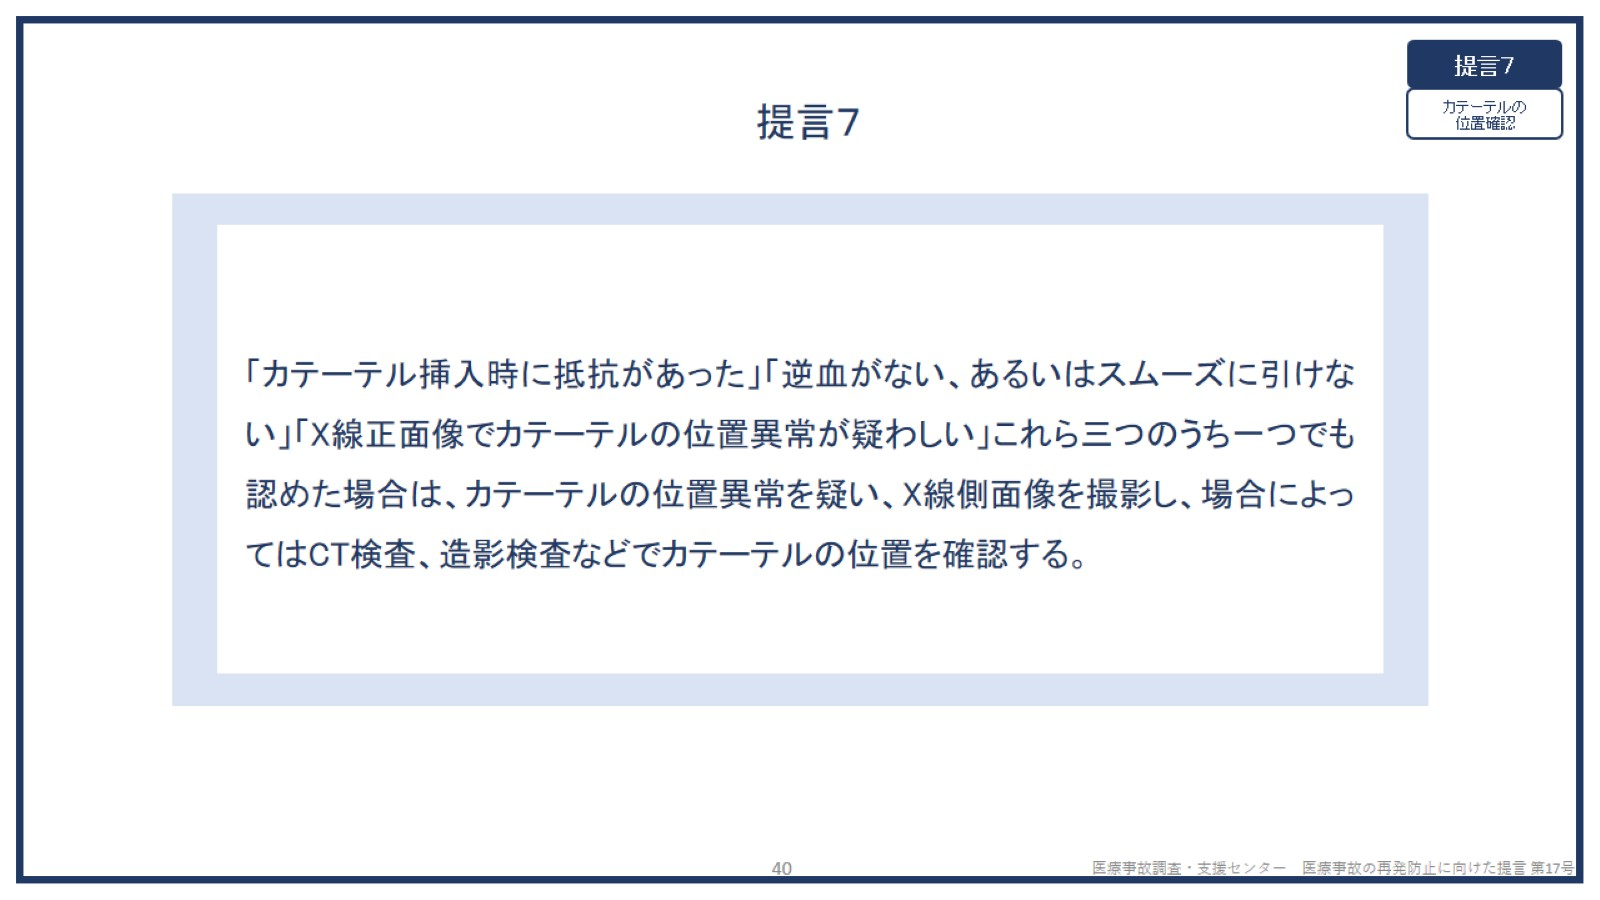 提言7
カテーテルの
位置確認
提言7
「カテーテル挿入時に抵抗があった」「逆血がない、あるいはスムーズに引けな
い」「X線正面像でカテーテルの位置異常が疑わしい」これら三つのうち一つでも
認めた場合は、カテーテルの位置異常を疑い、X線側面像を撮影し、場合によっ
てはCT検査、造影検査などでカテーテルの位置を確認する。
40
医療事故調査・支援センター　医療事故の再発防止に向けた提言 第17号